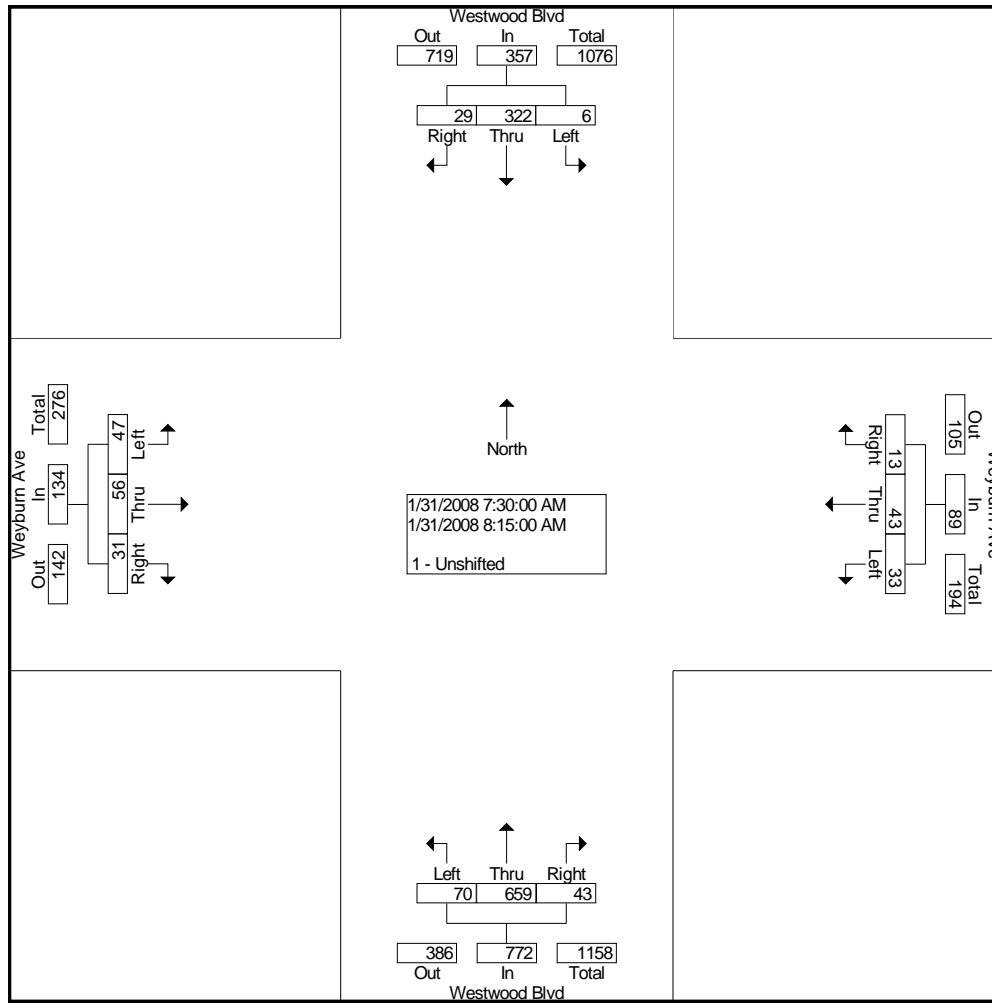 Westwood Blvd
Out In Total
719 357 1076
29 322 6
Right Thru Left
Weyburn Ave
Total In Out
276 134 142
47 56 31
Left Thru Right
North
1/31/2008 7:30:00 AM
1/31/2008 8:15:00 AM
1 - Unshifted
Right Thru Left
13 43 33
105 89 194
Out In Total
Weyburn Ave
Left Thru Right
70 659 43
386 772 1158
Out In Total
Westwood Blvd